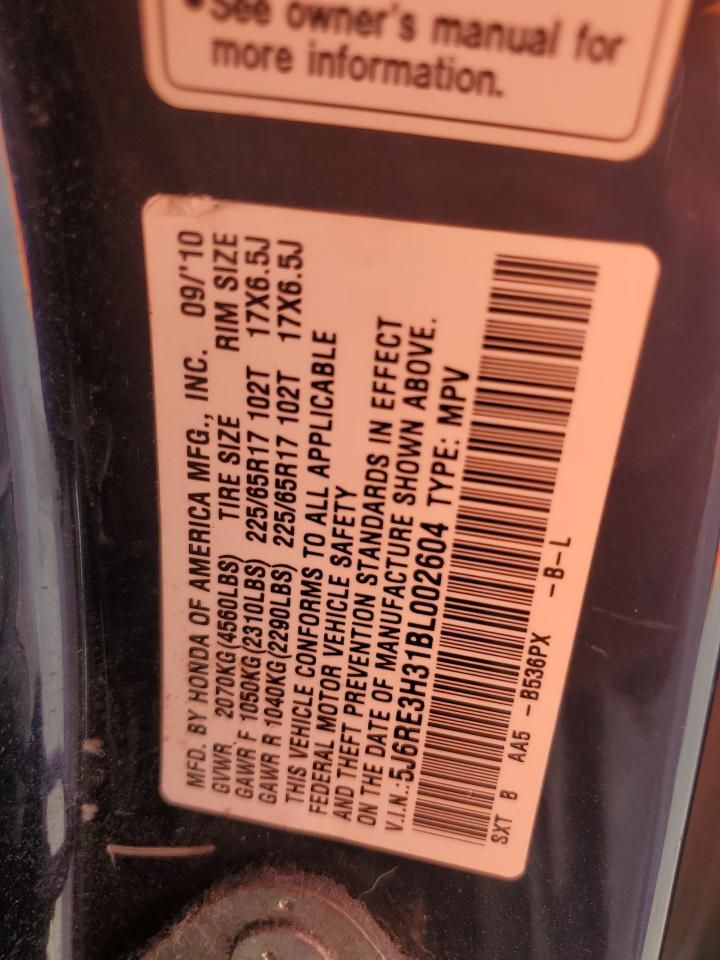 •See owner's manual for
more information.
MFD. BY HONDA OF AMERICA MFG., INC. 09/'10
GVWR 2070KG(4560LBS) TIRE SIZE RIM SIZE
GAWR F 1050KG(2310LBS) 225/65R17 102T 17X6.5J
GAWR R 1040KG(2290LBS) 225/65R17 102T 17X6.5J
THIS VEHICLE CONFORMS TO ALL APPLICABLE
FEDERAL MOTOR VEHICLE SAFETY
AND THEFT PREVENTION STANDARDS IN EFFECT
ON THE DATE OF MANUFACTURE SHOWN ABOVE.
V.I.N.:5J6RE3H31BL002604 TYPE: MPV
SXT B AA5 -B536PX -B-L